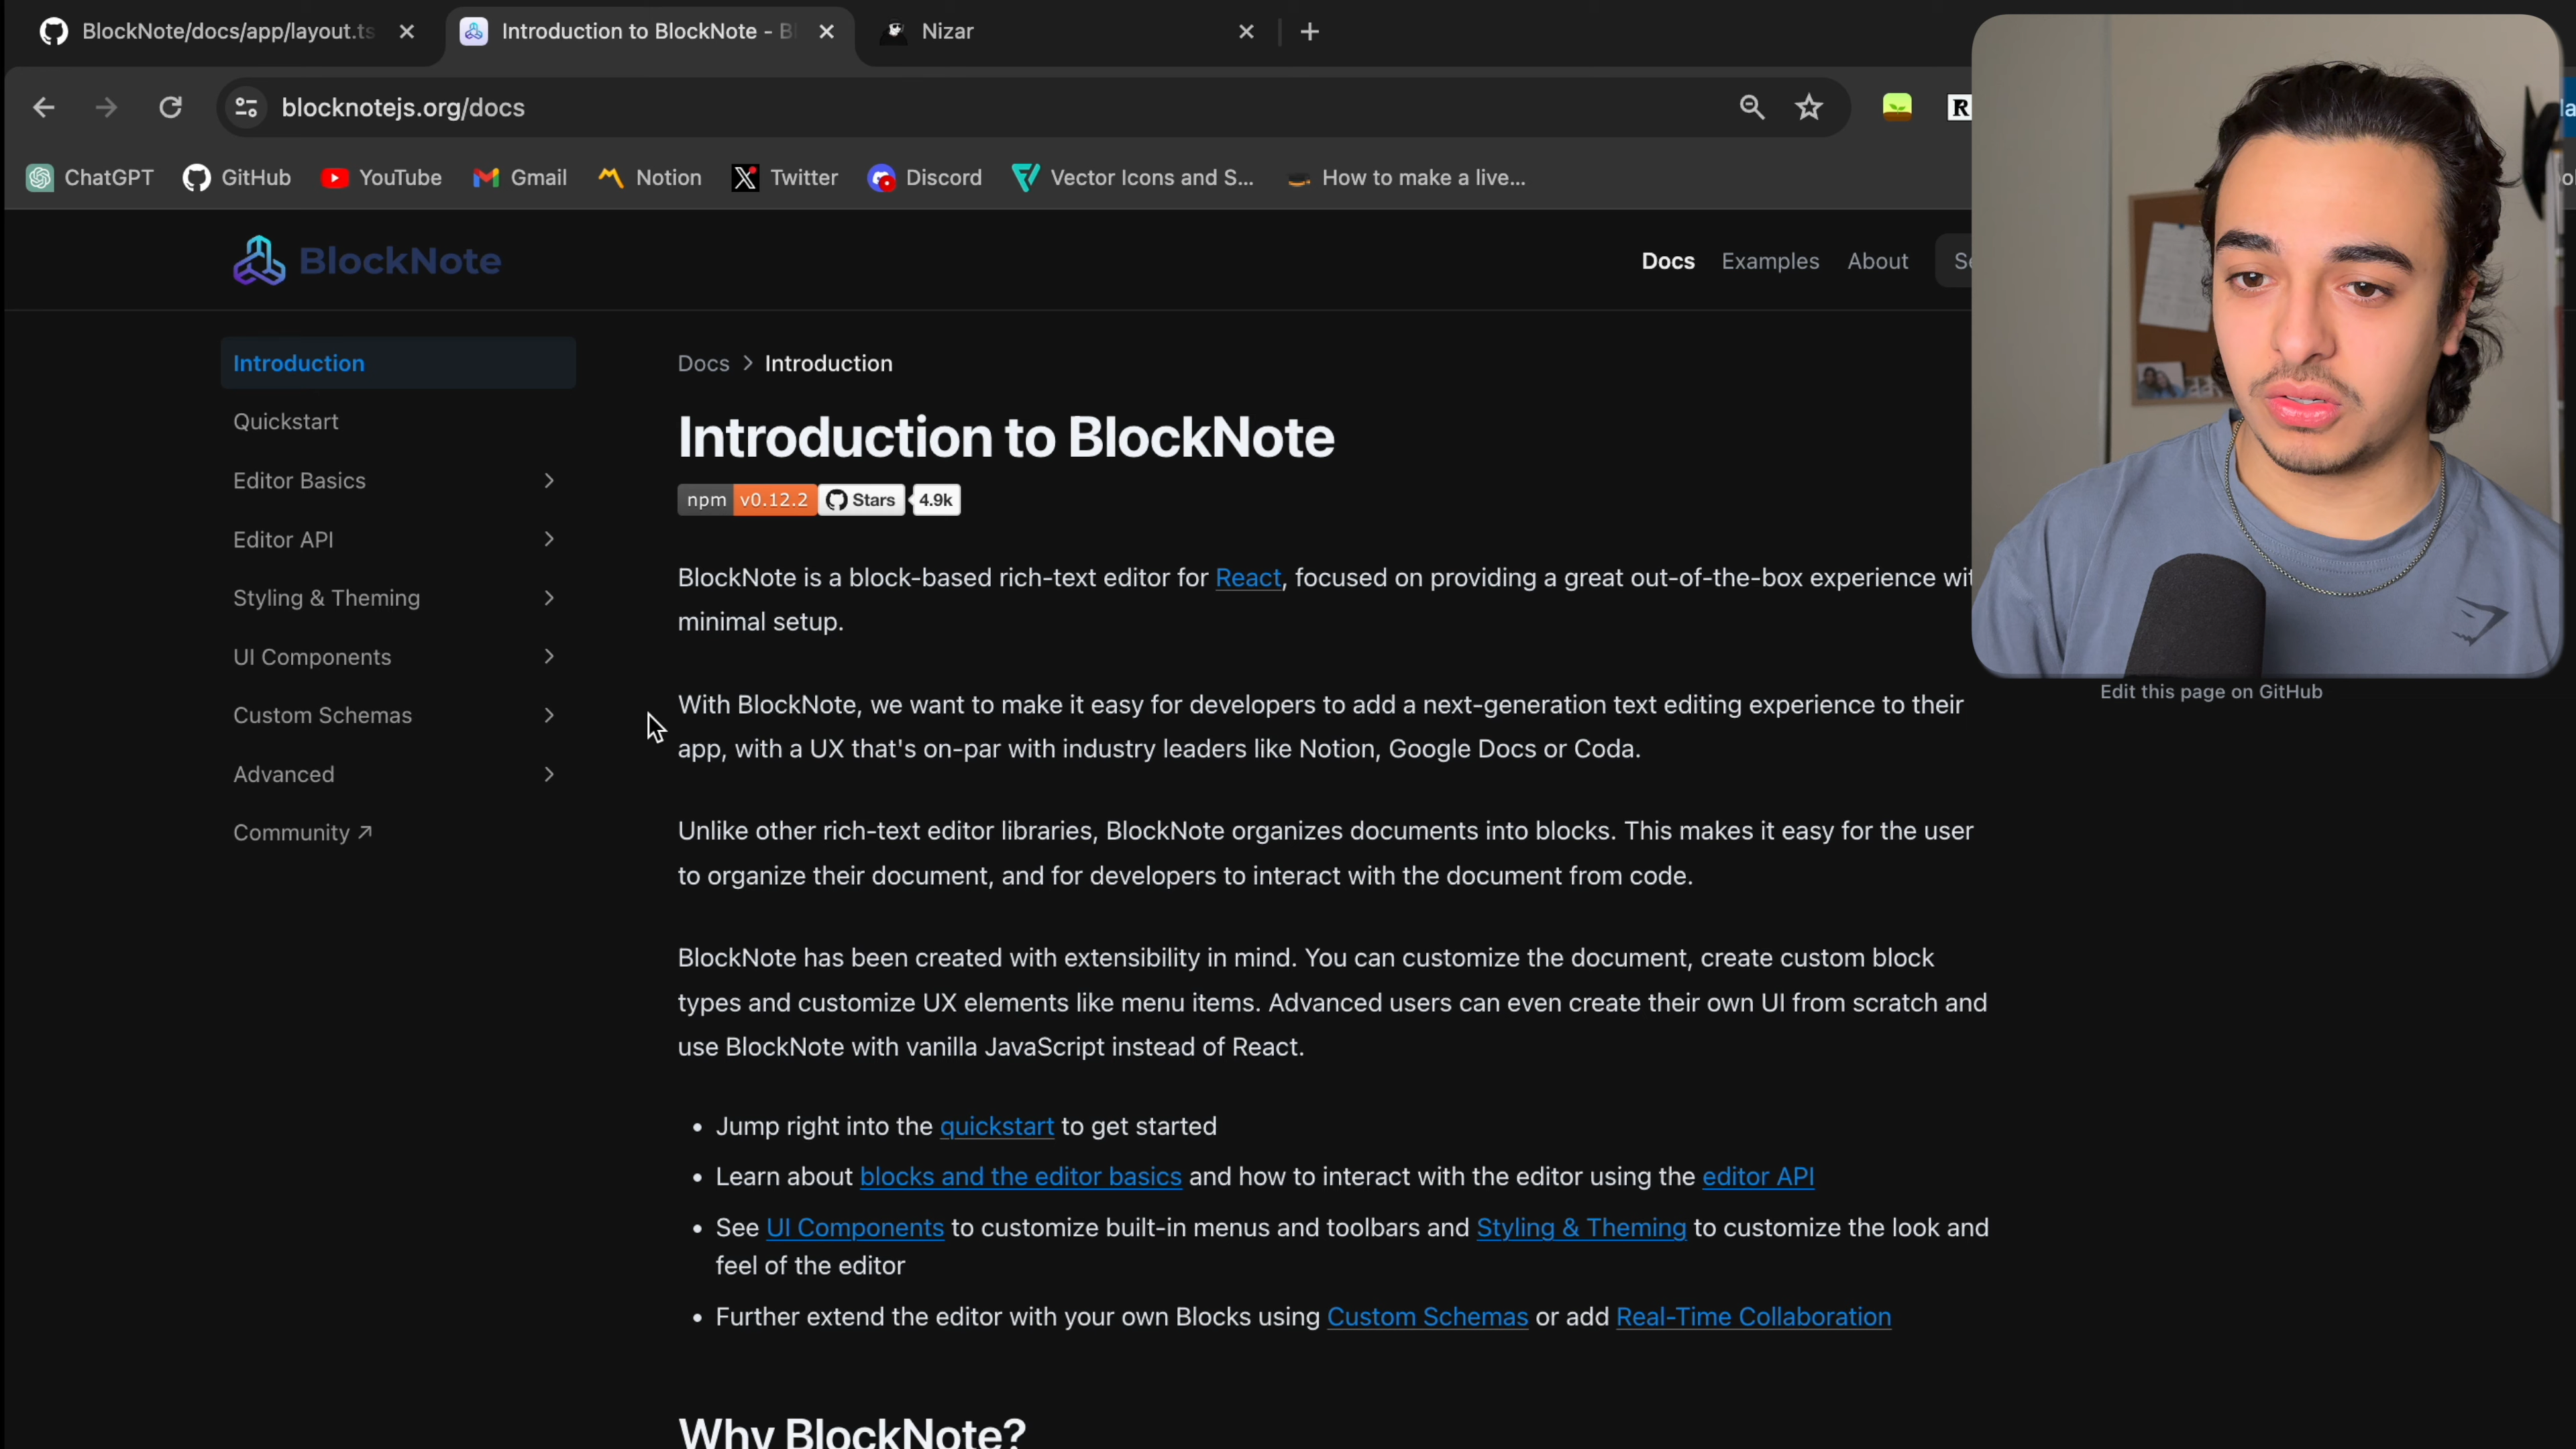 BlockNote/docs/app/layout.ts
Introduction to BlockNote - Bl
Nizar
blocknotejs.org/docs
R
ChatGPT
GitHub
YouTube
Gmail
Notion
Twitter
Discord
Vector Icons and S...
How to make a live...
BlockNote
Docs
Examples
About
Introduction
Quickstart
Editor Basics
Editor API
Styling & Theming
UI Components
Custom Schemas
Advanced
Community ↗
Docs > Introduction
Introduction to BlockNote
npm v0.12.2 Stars 4.9k
BlockNote is a block-based rich-text editor for React, focused on providing a great out-of-the-box experience wit
minimal setup.
With BlockNote, we want to make it easy for developers to add a next-generation text editing experience to their
app, with a UX that's on-par with industry leaders like Notion, Google Docs or Coda.
Unlike other rich-text editor libraries, BlockNote organizes documents into blocks. This makes it easy for the user
to organize their document, and for developers to interact with the document from code.
BlockNote has been created with extensibility in mind. You can customize the document, create custom block
types and customize UX elements like menu items. Advanced users can even create their own UI from scratch and
use BlockNote with vanilla JavaScript instead of React.
• Jump right into the quickstart to get started
• Learn about blocks and the editor basics and how to interact with the editor using the editor API
• See UI Components to customize built-in menus and toolbars and Styling & Theming to customize the look and
feel of the editor
• Further extend the editor with your own Blocks using Custom Schemas or add Real-Time Collaboration
Why BlockNote?
Edit this page on GitHub